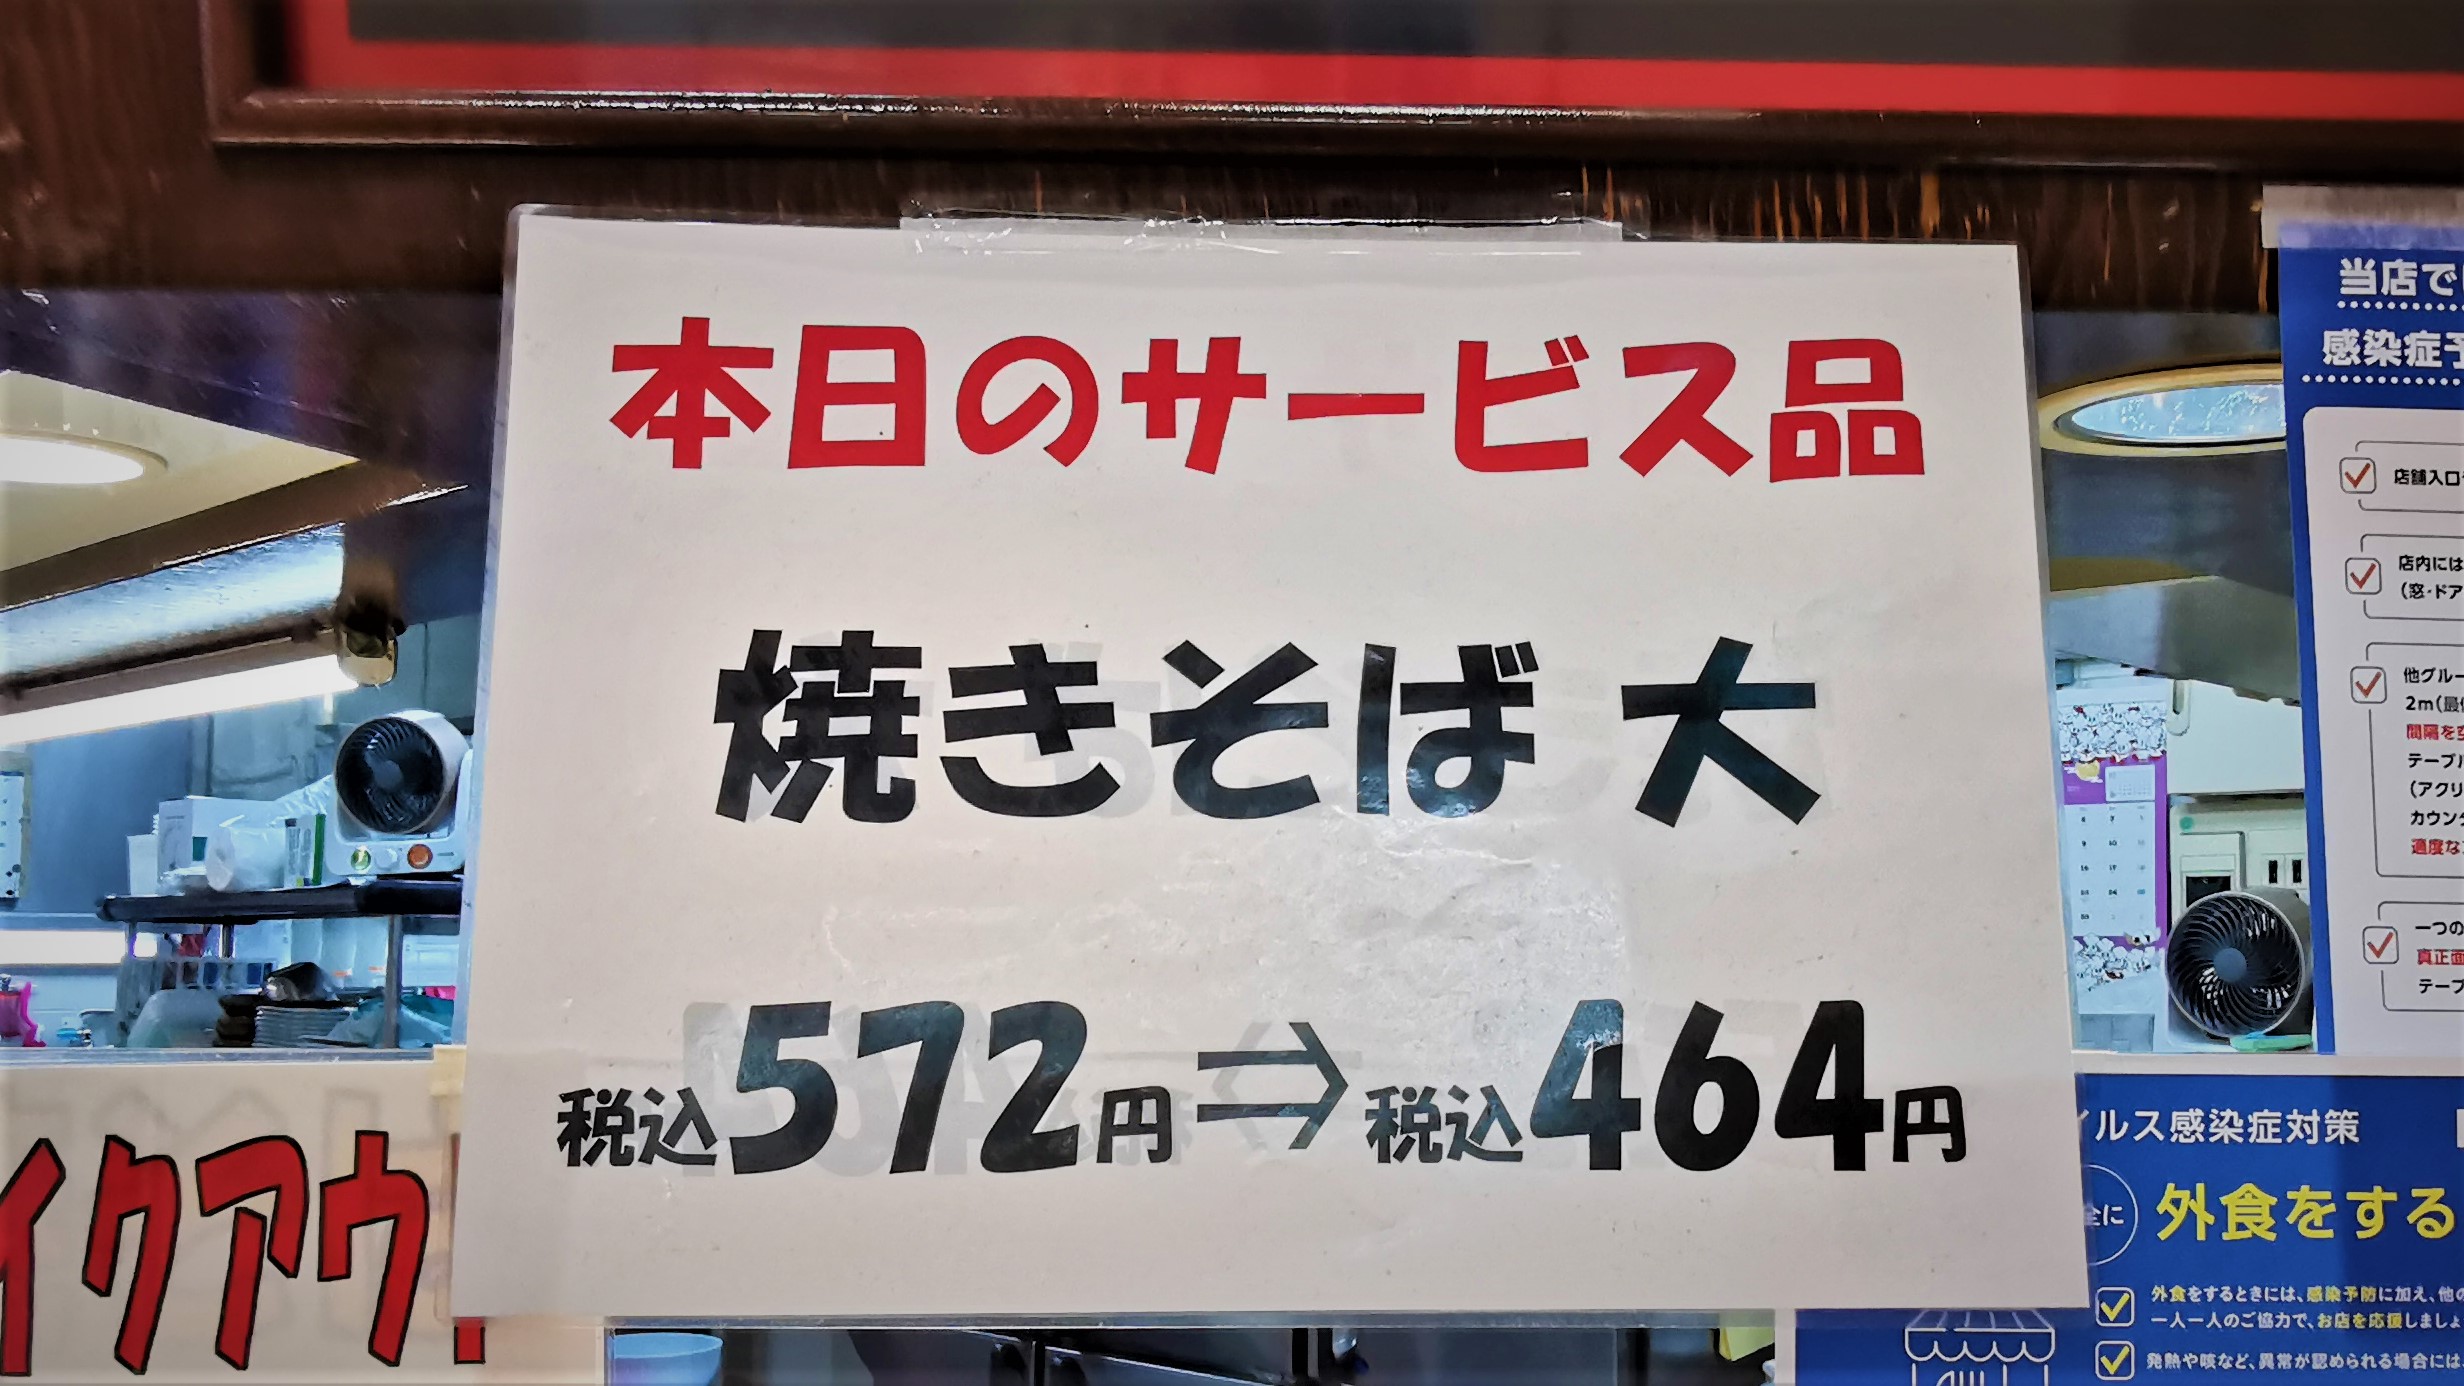 本日のサービス品
焼きそば 大
税込572円⇒税込464円
イクアウ
当店で
感染症予
店舗入口
店内には
(窓・ドア
他グルー
2m(最
間隔を空
テーブル
(アクリ
カウンタ
適度な
一つの
真正面
テーブ
イルス感染症対策
全に
外食をする
外食をするときには、感染予防に加え、他の
一人一人のご協力で、お店を応援しましょ
発熱や咳など、異常が認められる場合には